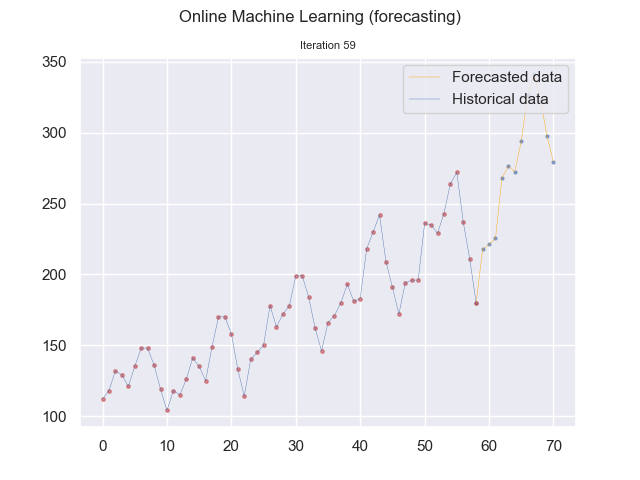 Online Machine Learning (forecasting)
Iteration 59
350
300
250
200
150
100
Forecasted data
Historical data
0 10 20 30 40 50 60 70